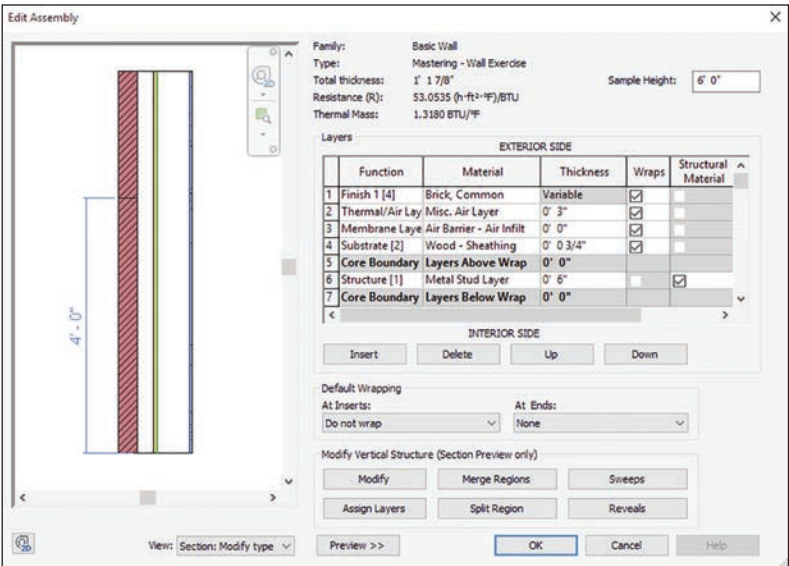 Edit Assembly
Family: Basic Wall
Type: Mastering - Wall Exercise
Total thickness: 1' 1 7/8" Sample Height: 6' 0"
Resistance (R): 53.0535 (h·ft²·°F)/BTU
Thermal Mass: 1.3180 BTU/°F
Layers
EXTERIOR SIDE
Function Material Thickness Wraps Structural Material
1 Finish 1 [4] Brick, Common Variable
2 Thermal/Air Lay Misc. Air Layer 0' 3"
3 Membrane Laye Air Barrier - Air Infilt 0' 0"
4 Substrate [2] Wood - Sheathing 0' 0 3/4"
5 Core Boundary Layers Above Wrap 0' 0"
6 Structure [1] Metal Stud Layer 0' 6"
7 Core Boundary Layers Below Wrap 0' 0"
INTERIOR SIDE
Insert Delete Up Down
Default Wrapping
At Inserts: At Ends:
Do not wrap None
Modify Vertical Structure (Section Preview only)
Modify Merge Regions Sweeps
Assign Layers Split Region Reveals
4' - 0"
2D
2D
View: Section: Modify type Preview >> OK Cancel Help